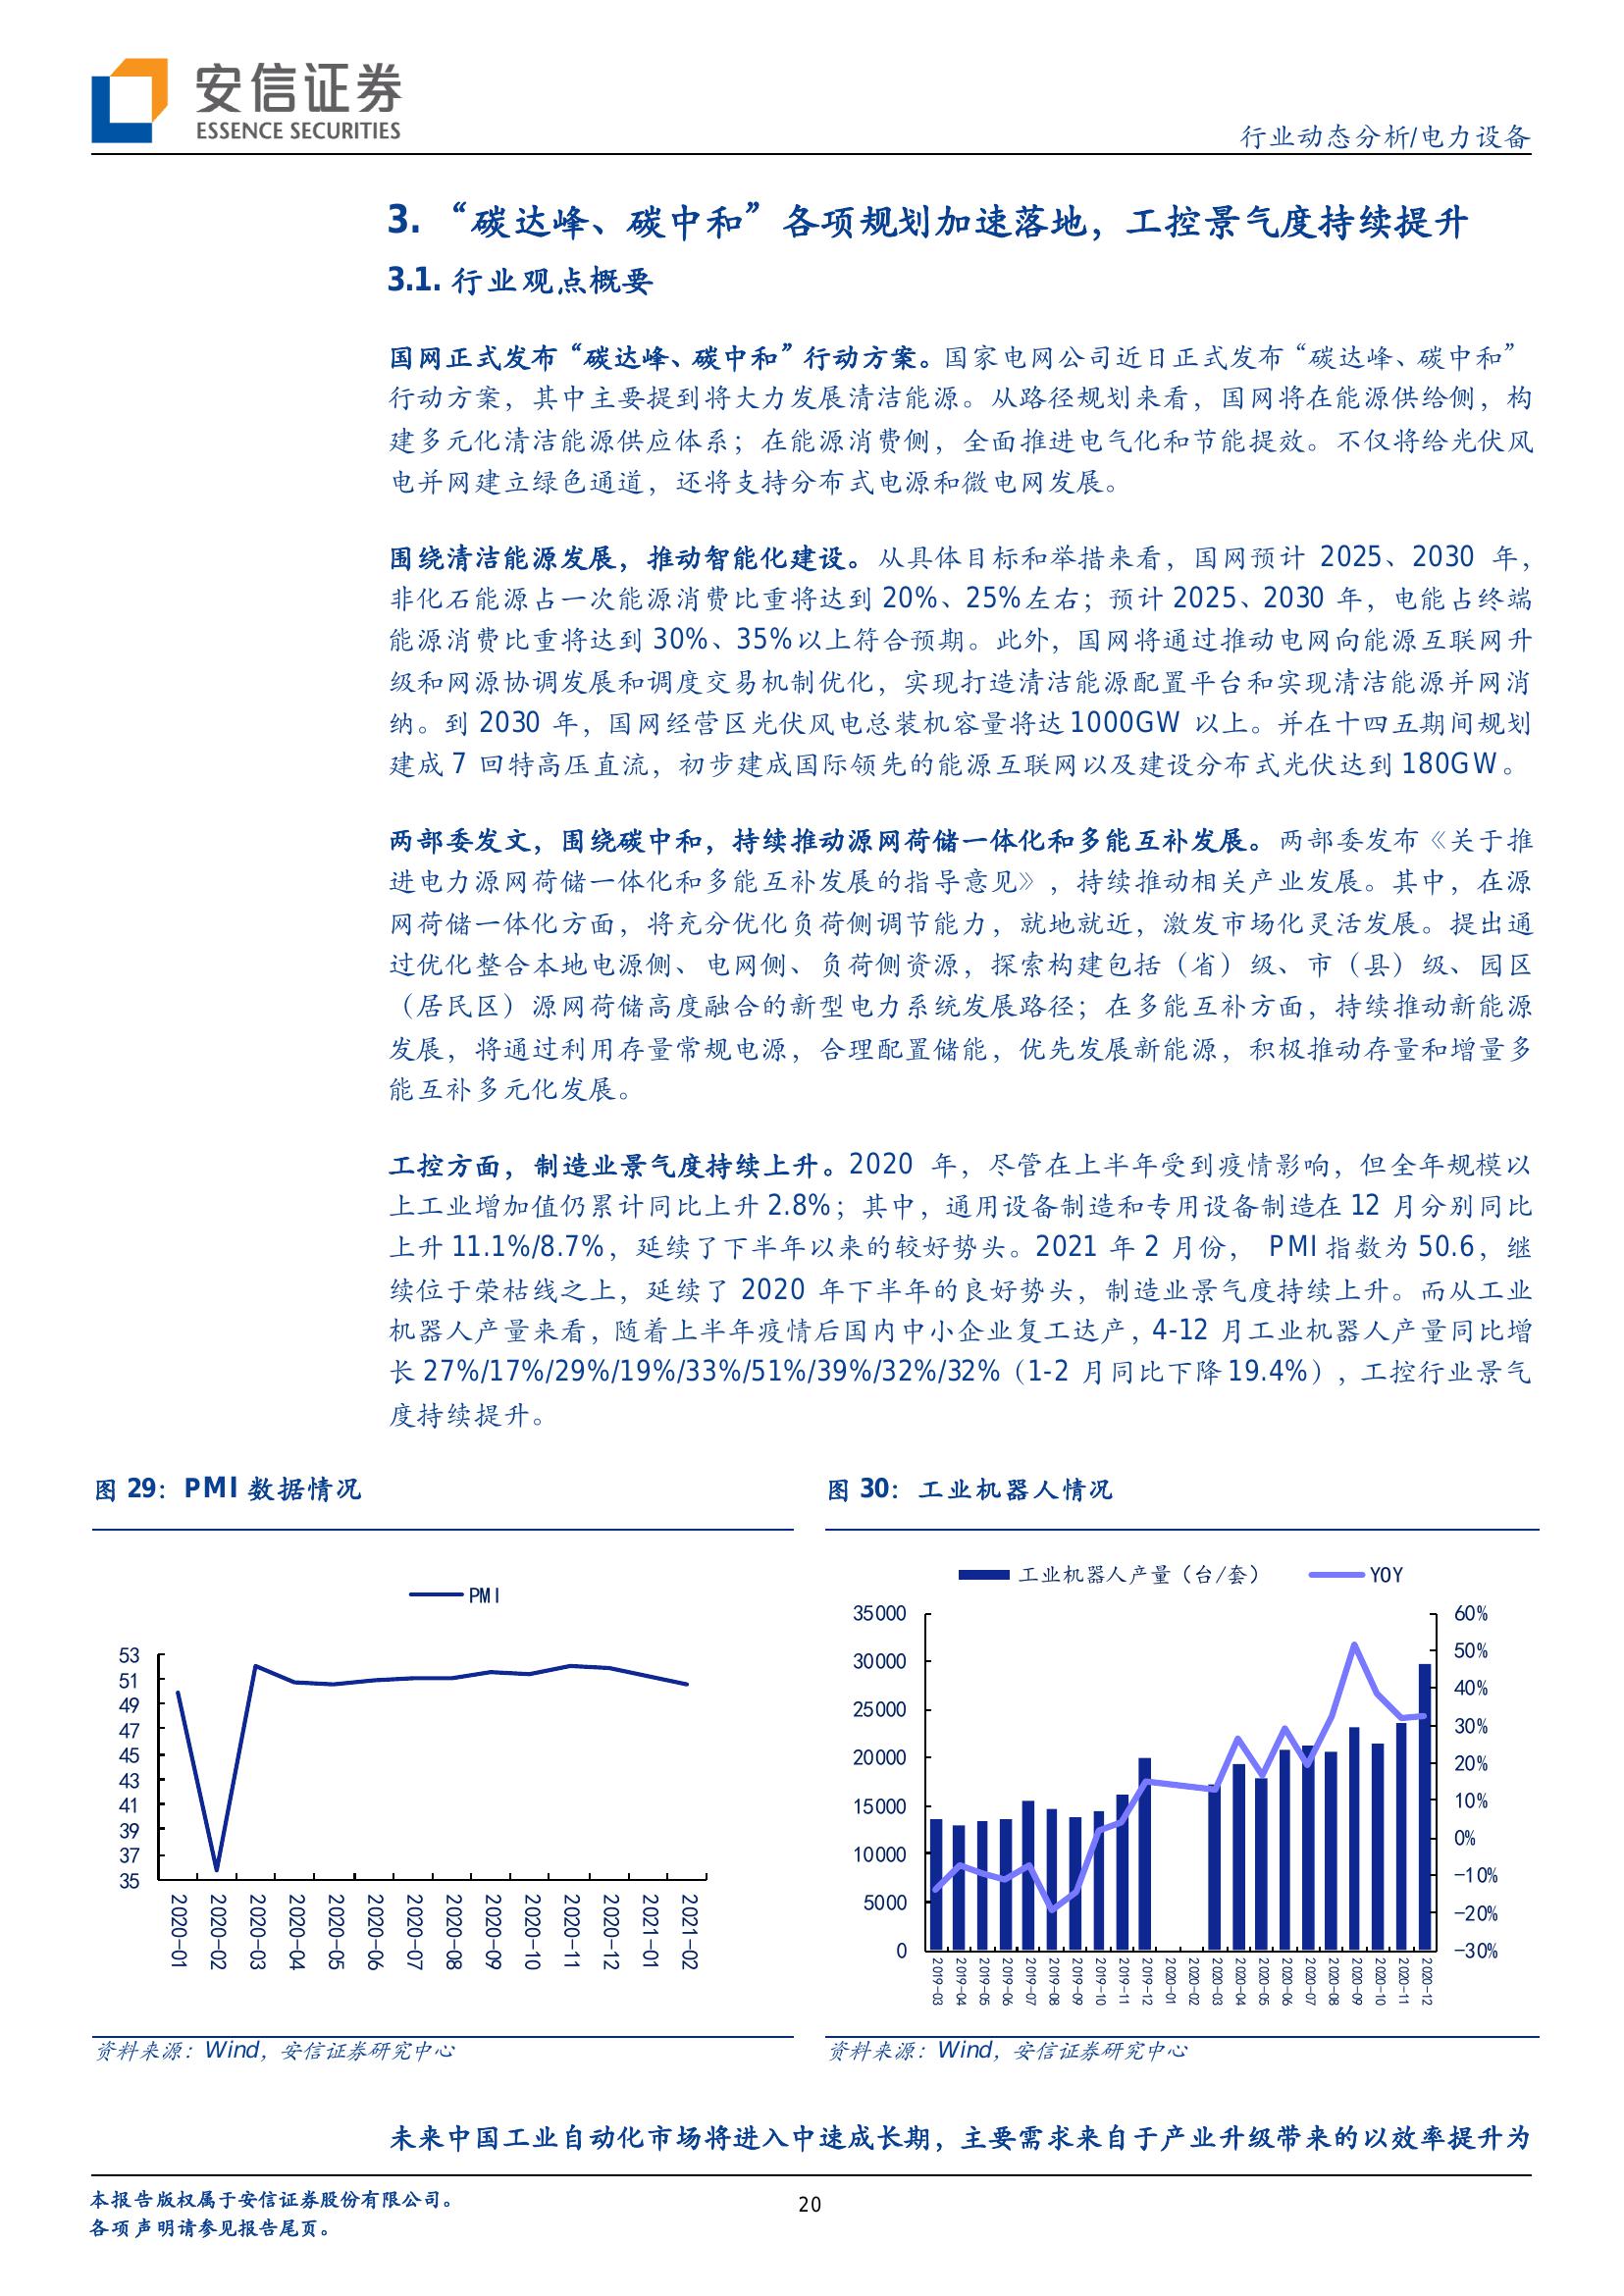 安信证券
ESSENCE SECURITIES
行业动态分析/电力设备
3. “碳达峰、碳中和”各项规划加速落地，工控景气度持续提升
3.1. 行业观点概要
国网正式发布“碳达峰、碳中和”行动方案。国家电网公司近日正式发布“碳达峰、碳中和”
行动方案，其中主要提到将大力发展清洁能源。从路径规划来看，国网将在能源供给侧，构
建多元化清洁能源供应体系；在能源消费侧，全面推进电气化和节能提效。不仅将给光伏风
电并网建立绿色通道，还将支持分布式电源和微电网发展。
围绕清洁能源发展，推动智能化建设。从具体目标和举措来看，国网预计 2025、2030 年，
非化石能源占一次能源消费比重将达到 20%、25%左右；预计 2025、2030 年，电能占终端
能源消费比重将达到 30%、35%以上符合预期。此外，国网将通过推动电网向能源互联网升
级和网源协调发展和调度交易机制优化，实现打造清洁能源配置平台和实现清洁能源并网消
纳。到 2030 年，国网经营区光伏风电总装机容量将达 1000GW 以上。并在十四五期间规划
建成 7 回特高压直流，初步建成国际领先的能源互联网以及建设分布式光伏达到 180GW。
两部委发文，围绕碳中和，持续推动源网荷储一体化和多能互补发展。两部委发布《关于推
进电力源网荷储一体化和多能互补发展的指导意见》，持续推动相关产业发展。其中，在源
网荷储一体化方面，将充分优化负荷侧调节能力，就地就近，激发市场化灵活发展。提出通
过优化整合本地电源侧、电网侧、负荷侧资源，探索构建包括（省）级、市（县）级、园区
（居民区）源网荷储高度融合的新型电力系统发展路径；在多能互补方面，持续推动新能源
发展，将通过利用存量常规电源，合理配置储能，优先发展新能源，积极推动存量和增量多
能互补多元化发展。
工控方面，制造业景气度持续上升。2020 年，尽管在上半年受到疫情影响，但全年规模以
上工业增加值仍累计同比上升 2.8%；其中，通用设备制造和专用设备制造在 12 月分别同比
上升 11.1%/8.7%，延续了下半年以来的较好势头。2021 年 2 月份， PMI 指数为 50.6，继
续位于荣枯线之上，延续了 2020 年下半年的良好势头，制造业景气度持续上升。而从工业
机器人产量来看，随着上半年疫情后国内中小企业复工达产，4-12 月工业机器人产量同比增
长 27%/17%/29%/19%/33%/51%/39%/32%/32%（1-2 月同比下降 19.4%），工控行业景气
度持续提升。
图 29：PMI 数据情况
PMI
53
51
49
47
45
43
41
39
37
35
2020-01
2020-02
2020-03
2020-04
2020-05
2020-06
2020-07
2020-08
2020-09
2020-10
2020-11
2020-12
2021-01
2021-02
资料来源：Wind，安信证券研究中心
图 30：工业机器人情况
工业机器人产量（台/套）
YOY
35000
30000
25000
20000
15000
10000
5000
0
60%
50%
40%
30%
20%
10%
0%
-10%
-20%
-30%
2019-03
2019-04
2019-05
2019-06
2019-07
2019-08
2019-09
2019-10
2019-11
2019-12
2020-01
2020-02
2020-03
2020-04
2020-05
2020-06
2020-07
2020-08
2020-09
2020-10
2020-11
2020-12
资料来源：Wind，安信证券研究中心
未来中国工业自动化市场将进入中速成长期，主要需求来自于产业升级带来的以效率提升为
本报告版权属于安信证券股份有限公司。
各项声明请参见报告尾页。
20